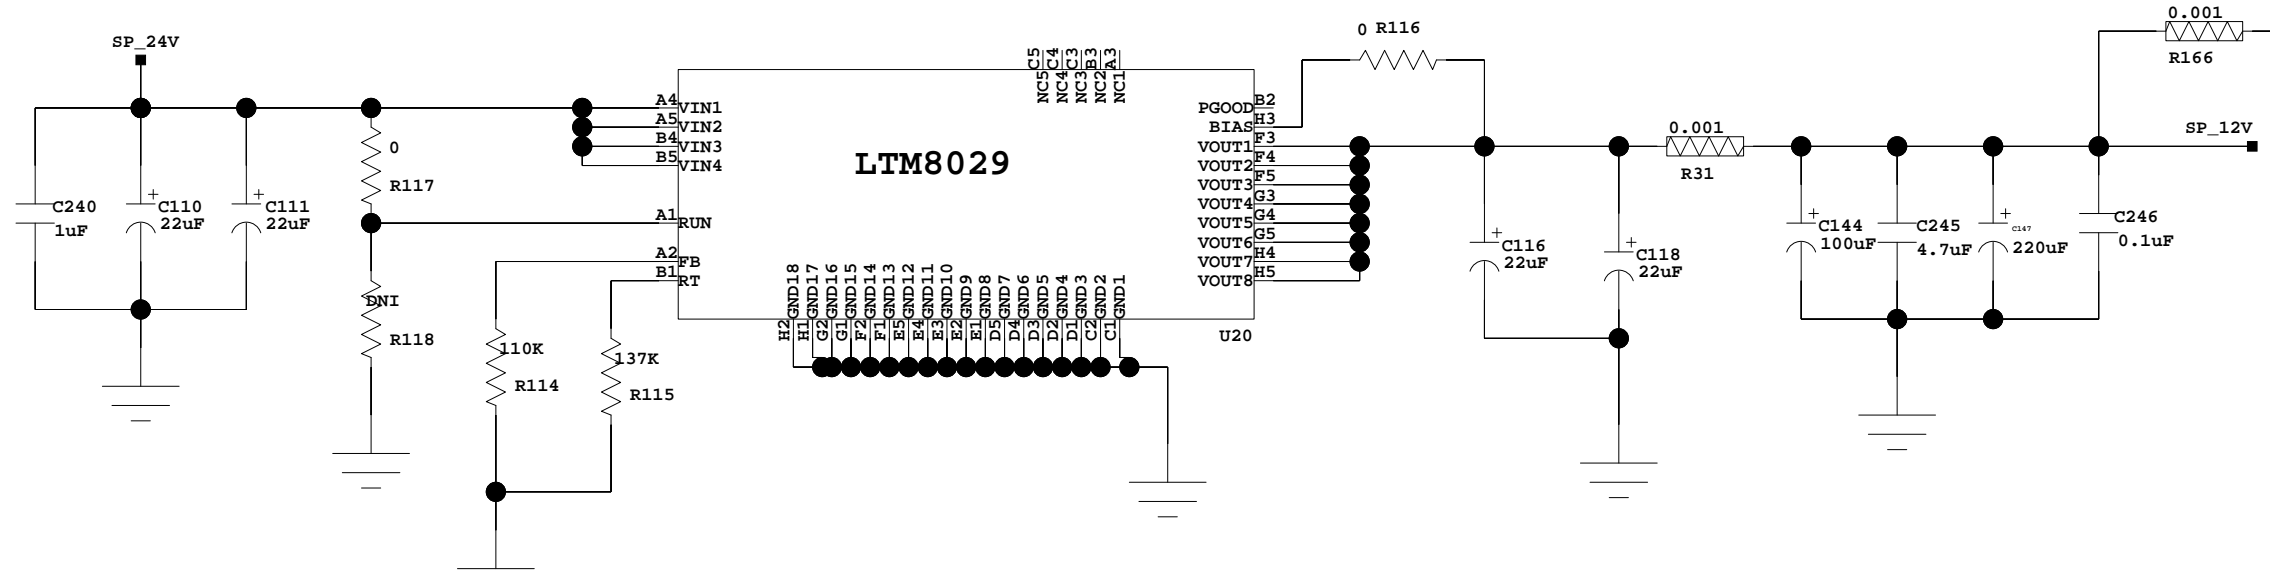 SP_24V
0 R116
0.001
R166
C5 C4 C3 B3 A3
NC5 NC4 NC3 NC2 NC1
A4 VIN1
A5 VIN2
B4 VIN3
B5 VIN4
LTM8029
PGOOD B2
BIAS H3
VOUT1 F3
VOUT2 F4
VOUT3 F5
VOUT4 G3
VOUT5 G4
VOUT6 G5
VOUT7 H4
VOUT8 H5
0.001
R31
SP_12V
0
R117
C240
1uF
+
C110
22uF
+
C111
22uF
A1 RUN
A2 FB
B1 RT
+
C116
22uF
+
C118
22uF
+
C144
100uF
C245
4.7uF
+
C147
220uF
C246
0.1uF
DNI
R118
GND18 GND17 GND16 GND15 GND14 GND13 GND12 GND11 GND10 GND9 GND8 GND7 GND6 GND5 GND4 GND3 GND2 GND1
H2 H1 G2 G1 F2 F1 E5 E4 E3 E2 E1 D5 D4 D3 D2 D1 C2 C1
U20
110K
R114
137K
R115